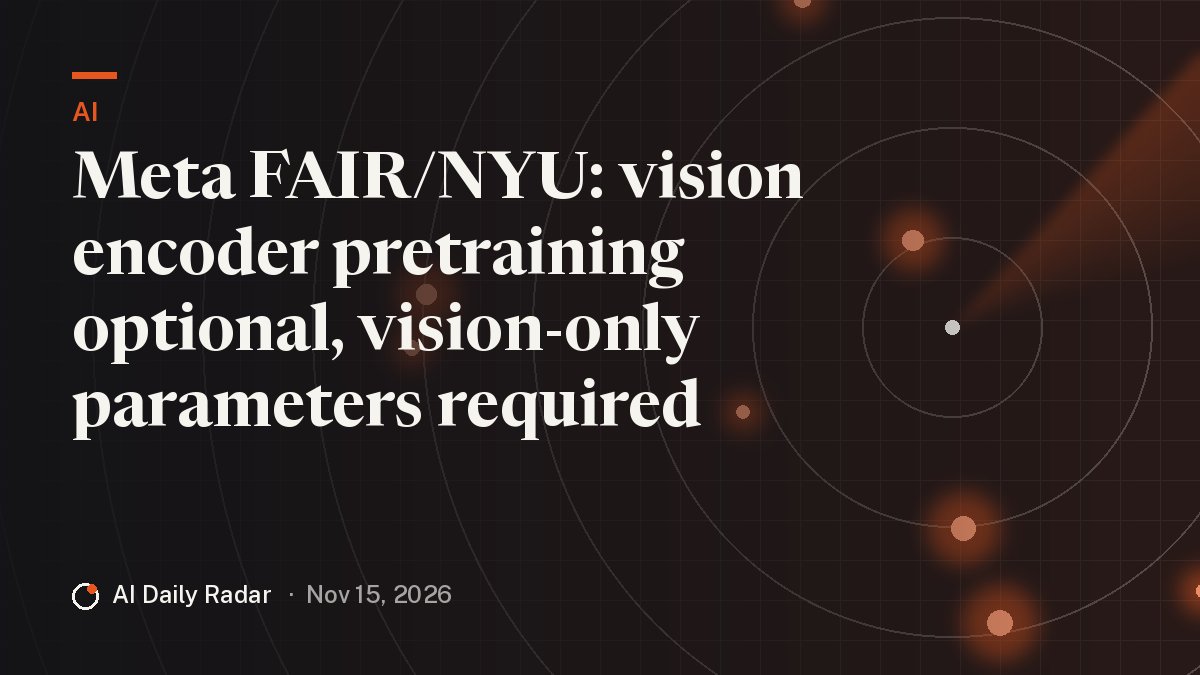 AI
Meta FAIR/NYU: vision
encoder pretraining
optional, vision-only
parameters required
AI Daily Radar · Nov 15, 2026